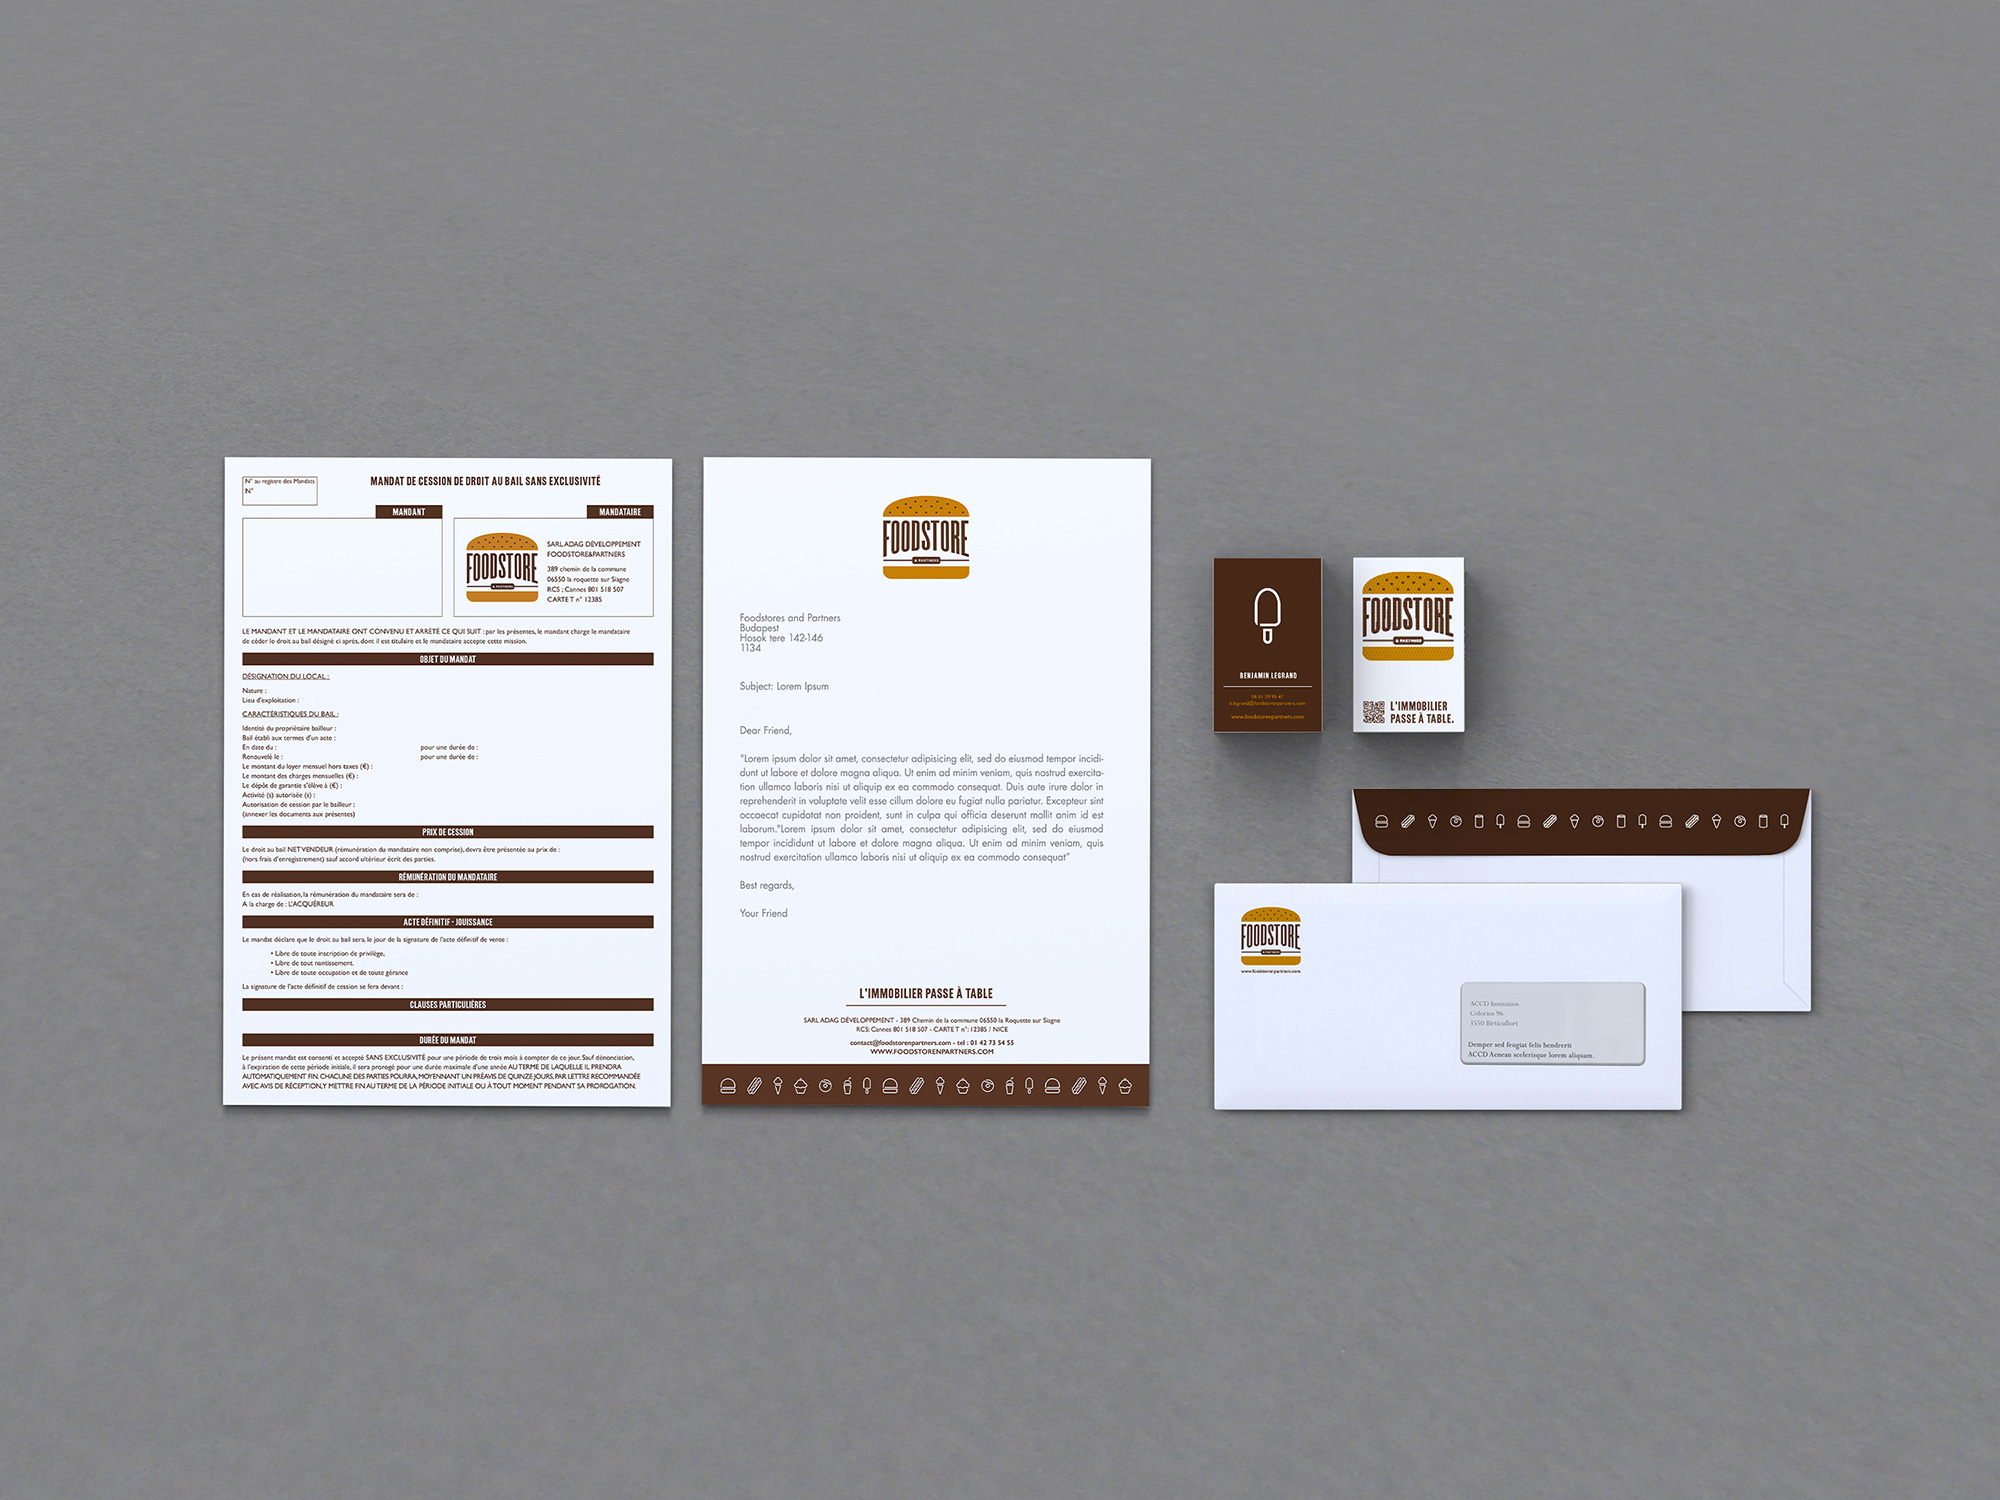 N° au registre des Mandats
N°
MANDAT DE CESSION DE DROIT AU BAIL SANS EXCLUSIVITÉ
MANDANT
MANDATAIRE
FOODSTORE
& PARTNERS
SARL ADAG DÉVELOPPEMENT
FOODSTORE&PARTNERS
389 chemin de la commune
06550 la roquette sur Siagne
RCS ; Cannes 801 518 507
CARTE T n° 12385
LE MANDANT ET LE MANDATAIRE ONT CONVENU ET ARRÊTÉ CE QUI SUIT : par les présentes, le mandant charge le mandataire
de céder le droit au bail désigné ci après, dont il est titulaire et le mandataire accepte cette mission.
OBJET DU MANDAT
DÉSIGNATION DU LOCAL :
Nature :
Lieu d'exploitation :
CARACTÉRISTIQUES DU BAIL :
Identité du propriétaire bailleur :
Bail établi aux termes d'un acte :
En date du : pour une durée de :
Renouvelé le : pour une durée de :
Le montant du loyer mensuel hors taxes (€) :
Le montant des charges mensuelles (€) :
Le dépôt de garantie s'élève à (€) :
Activité (s) autorisée (s) :
Autorisation de cession par le bailleur :
(annexer les documents aux présentes)
PRIX DE CESSION
Le droit au bail NET VENDEUR (rémunération du mandataire non comprise), devra être présentée au prix de :
(hors frais d'enregistrement) sauf accord ultérieur écrit des parties.
RÉMUNÉRATION DU MANDATAIRE
En cas de réalisation, la rémunération du mandataire sera de :
A la charge de : L'ACQUÉREUR
ACTE DÉFINITIF - JOUISSANCE
Le mandat déclare que le droit au bail sera, le jour de la signature de l'acte définitif de vente :
• Libre de toute inscription de privilège,
• Libre de tout nantissement.
• Libre de toute occupation et de toute gérance
La signature de l'acte définitif de cession se fera devant :
CLAUSES PARTICULIÈRES
DURÉE DU MANDAT
Le présent mandat est consenti et accepté SANS EXCLUSIVITÉ pour une période de trois mois à compter de ce jour. Sauf dénonciation,
à l'expiration de cette période initiale, il sera prorogé pour une durée maximale d'une année AU TERME DE LAQUELLE IL PRENDRA
AUTOMATIQUEMENT FIN. CHACUNE DES PARTIES POURRA, MOYENNANT UN PRÉAVIS DE QUINZE JOURS, PAR LETTRE RECOMMANDÉE
AVEC AVIS DE RÉCEPTION, Y METTRE FIN AU TERME DE LA PÉRIODE INITIALE OU À TOUT MOMENT PENDANT SA PROROGATION.
FOODSTORE
& PARTNERS
Foodstores and Partners
Budapest
Hosok tere 142-146
1134
Subject: Lorem Ipsum
Dear Friend,
"Lorem ipsum dolor sit amet, consectetur adipisicing elit, sed do eiusmod tempor incidi-
dunt ut labore et dolore magna aliqua. Ut enim ad minim veniam, quis nostrud exercita-
tion ullamco laboris nisi ut aliquip ex ea commodo consequat. Duis aute irure dolor in
reprehenderit in voluptate velit esse cillum dolore eu fugiat nulla pariatur. Excepteur sint
occaecat cupidatat non proident, sunt in culpa qui officia deserunt mollit anim id est
laborum."Lorem ipsum dolor sit amet, consectetur adipisicing elit, sed do eiusmod
tempor incididunt ut labore et dolore magna aliqua. Ut enim ad minim veniam, quis
nostrud exercitation ullamco laboris nisi ut aliquip ex ea commodo consequat"
Best regards,
Your Friend
L'IMMOBILIER PASSE À TABLE
SARL ADAG DÉVELOPPEMENT - 389 Chemin de la commune 06550 la Roquette sur Siagne
RCS: Cannes 801 518 507 - CARTE T n°: 12385 / NICE
contact@foodstorenpartners.com - tel : 01 42 73 54 55
WWW.FOODSTORENPARTNERS.COM
BENJAMIN LEGRAND
b.legrand@foodstorenpartners.com
www.foodstorenpartners.com
FOODSTORE
& PARTNERS
L'IMMOBILIER
PASSE À TABLE.
FOODSTORE
& PARTNERS
www.foodstorenpartners.com
ACCD Institutios
Colorios 96
3550 Birticullort
Demper sed feugiat felis hendrerit
ACCD Aenean scelerisque lorem aliquam.